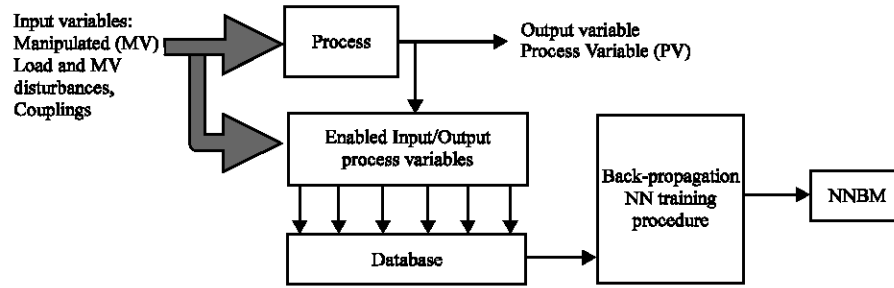 Input variables:
Manipulated (MV)
Load and MV
disturbances,
Couplings
Process
Output variable
Process Variable (PV)
Enabled Input/Output
process variables
Database
Back-propagation
NN training
procedure
NNBM